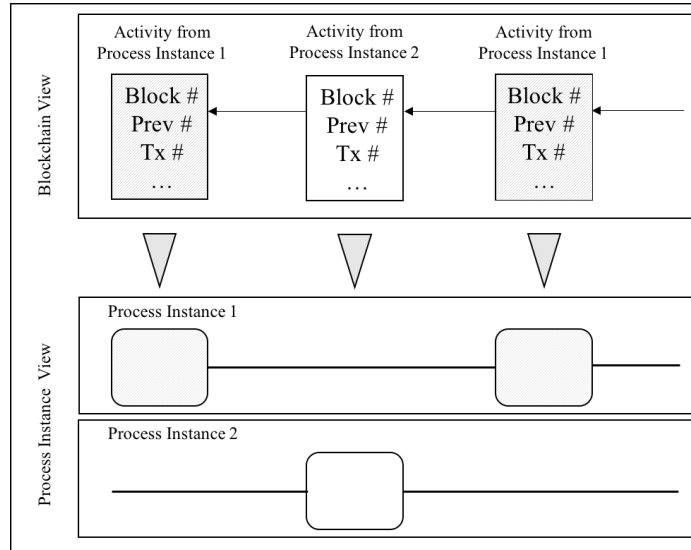 Activity from
Process Instance 1
Activity from
Process Instance 2
Activity from
Process Instance 1
Blockchain View
Block #
Prev #
Tx #
…
Block #
Prev #
Tx #
…
Block #
Prev #
Tx #
…
Process Instance View
Process Instance 1
Process Instance 2